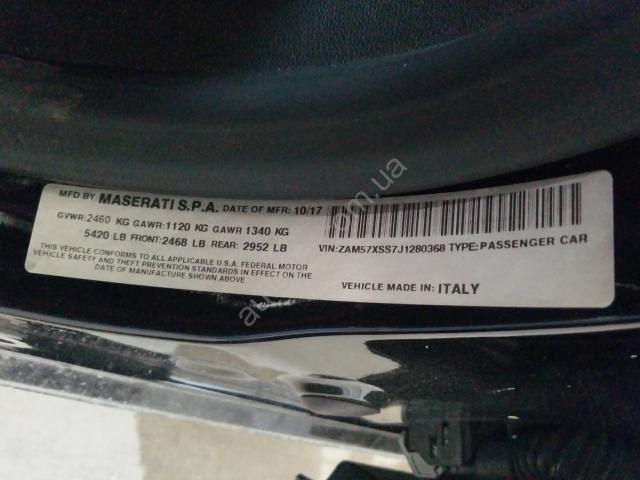 MFD BY MASERATI S.P.A. DATE OF MFR: 10/17
GVWR:2460 KG GAWR:1120 KG GAWR 1340 KG
5420 LB FRONT:2468 LB REAR: 2952 LB
THIS VEHICLE CONFORMS TO ALL APPLICABLE U.S.A. FEDERAL MOTOR
VEHICLE SAFETY AND THEFT PREVENTION STANDARDS IN EFFECT ON THE
DATE OF MANUFACTURE SHOWN ABOVE
VIN:ZAM57XSS7J1280368 TYPE:PASSENGER CAR
VEHICLE MADE IN: ITALY